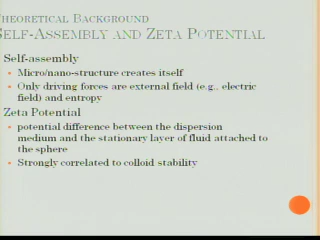 THEORETICAL BACKGROUND
SELF-ASSEMBLY AND ZETA POTENTIAL
Self-assembly
Micro/nano-structure creates itself
Only driving forces are external field (e.g., electric
field) and entropy
Zeta Potential
potential difference between the dispersion
medium and the stationary layer of fluid attached to
the sphere
Strongly correlated to colloid stability